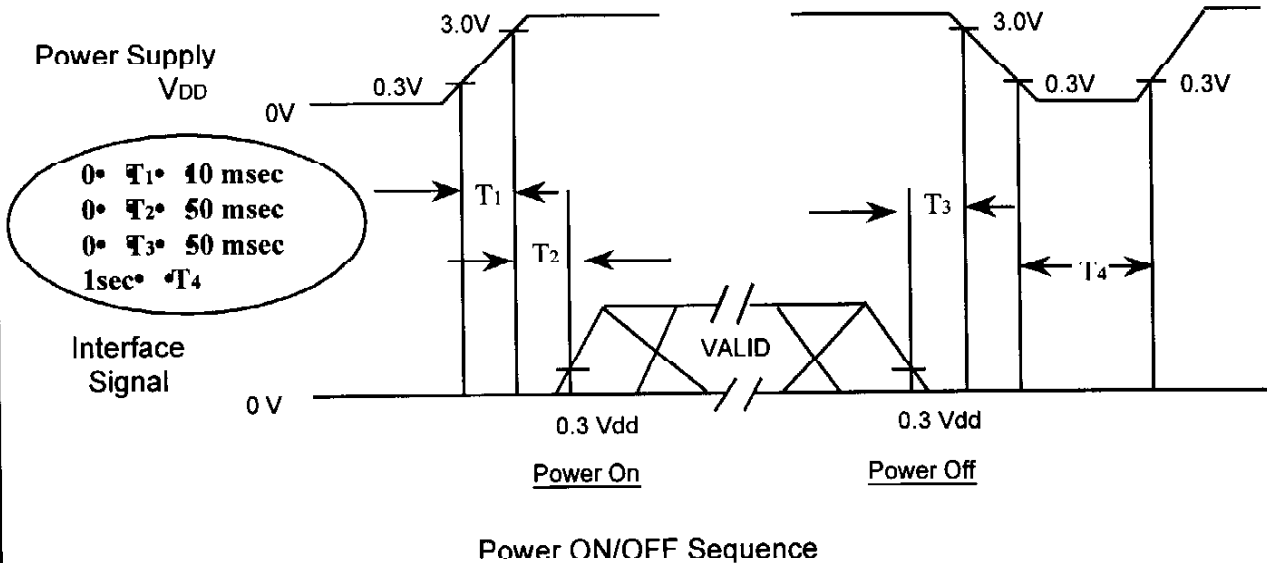 3.0V
3.0V
Power Supply
VDD
0.3V
0.3V
0.3V
0V
0• T1• 10 msec
0• T2• 50 msec
0• T3• 50 msec
1sec• •T4
T1
T3
T2
T4
Interface
Signal
VALID
0 V
0.3 Vdd
0.3 Vdd
Power On
Power Off
Power ON/OFF Sequence